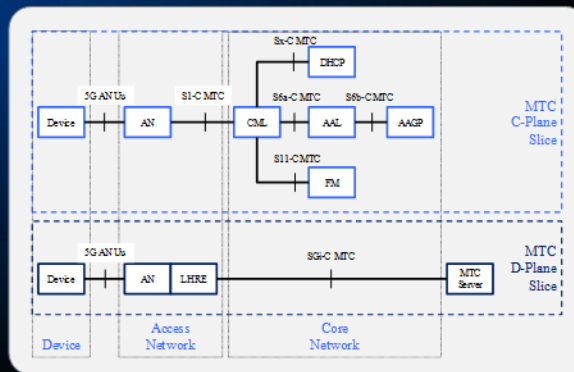 Sx-C MTC
DHCP
5G AN Us
S1-C MTC
S6a-C MTC
S6b-C MTC
MTC
C-Plane
Slice
Device
AN
CML
AAL
AAGP
S11-C MTC
FM
5G AN Us
SGi-C MTC
MTC
D-Plane
Slice
Device
AN
LHRE
MTC
Server
Device
Access
Network
Core
Network